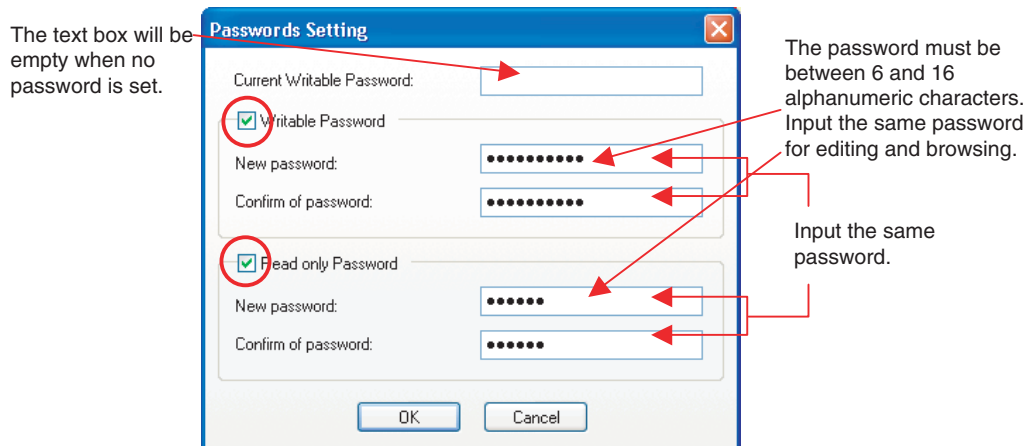 The text box will be
empty when no
password is set.
Passwords Setting
Current Writable Password:
Writable Password
New password:
●●●●●●●●●●
Confirm of password:
●●●●●●●●●●
Read only Password
New password:
●●●●●●
Confirm of password:
●●●●●●
OK
Cancel
The password must be
between 6 and 16
alphanumeric characters.
Input the same password
for editing and browsing.
Input the same
password.